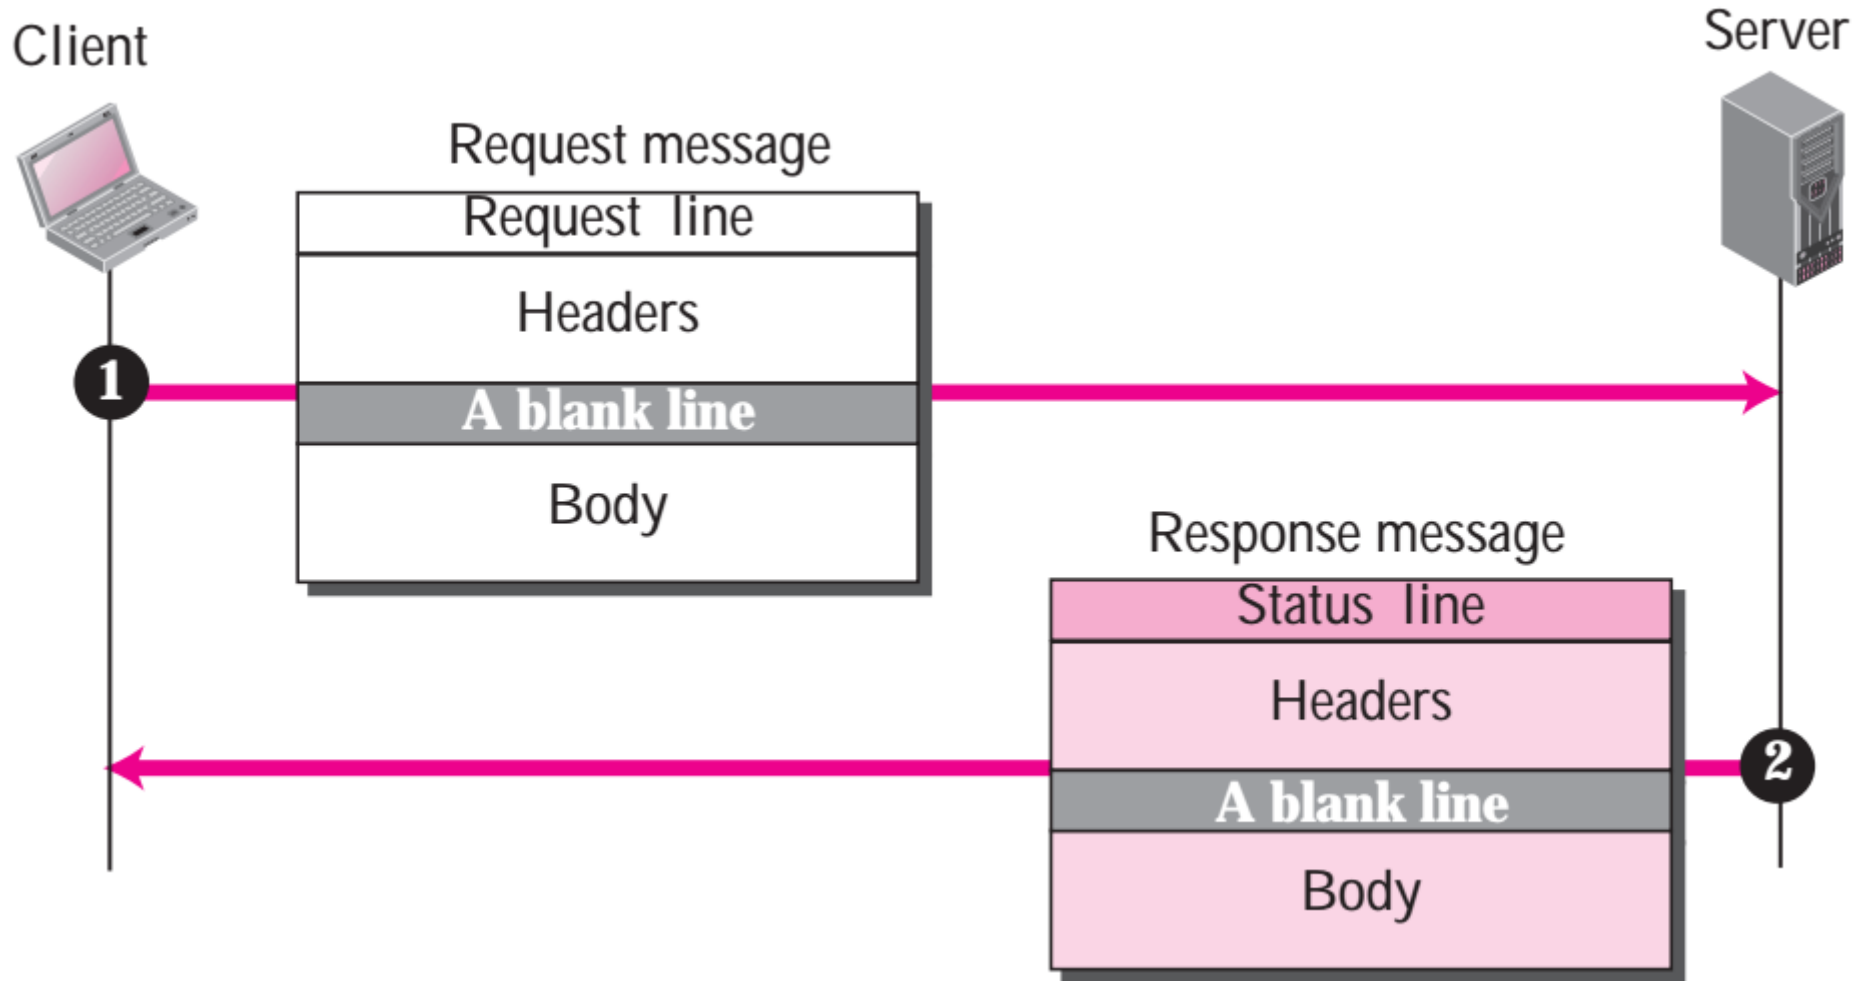 Client
Server
Request message
Request line
Headers
1
A blank line
Body
Response message
Status line
Headers
2
A blank line
Body